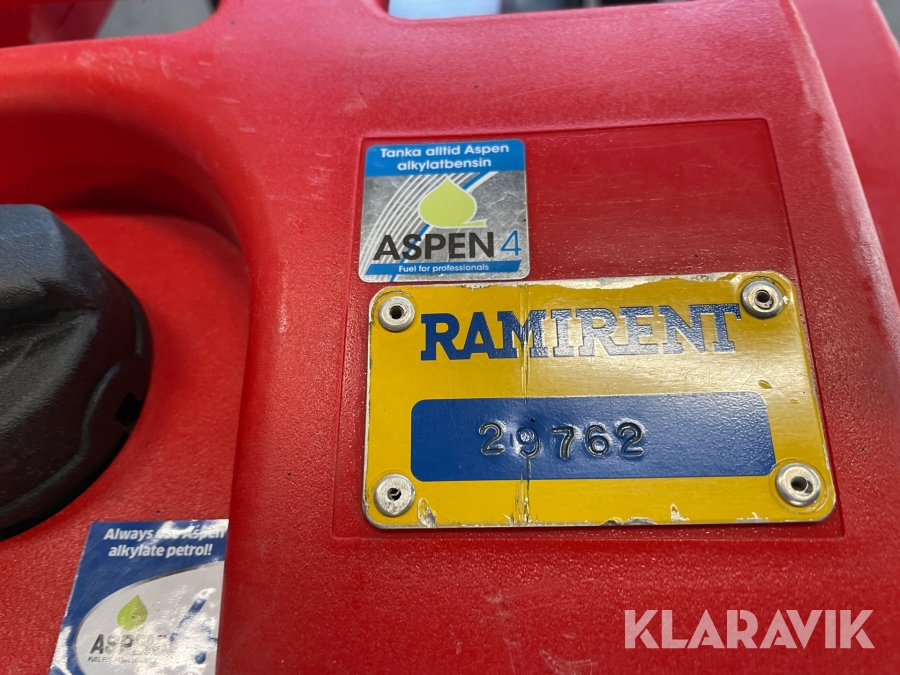 Tanka alltid Aspen
alkylatbensin
ASPEN 4
Fuel for professionals
RAMIRENT
29762
Always use Aspen
alkylate petrol!
ASPEN
KLARAVIK